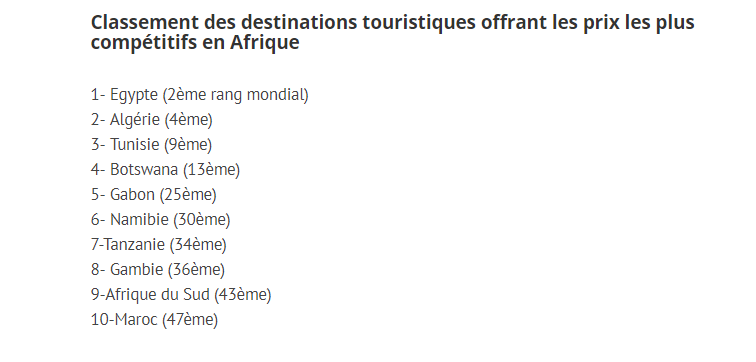 Classement des destinations touristiques offrant les prix les plus
compétitifs en Afrique
1- Egypte (2ème rang mondial)
2- Algérie (4ème)
3- Tunisie (9ème)
4- Botswana (13ème)
5- Gabon (25ème)
6- Namibie (30ème)
7-Tanzanie (34ème)
8- Gambie (36ème)
9-Afrique du Sud (43ème)
10-Maroc (47ème)